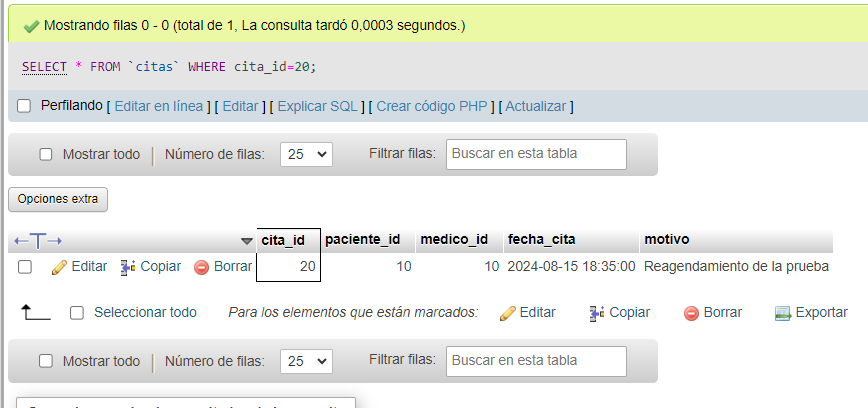 Mostrando filas 0 - 0 (total de 1, La consulta tardó 0,0003 segundos.)
SELECT * FROM `citas` WHERE cita_id=20;
Perfilando [ Editar en línea ] [ Editar ] [ Explicar SQL ] [ Crear código PHP ] [ Actualizar ]
Mostrar todo | Número de filas: 25 Filtrar filas: Buscar en esta tabla
Opciones extra
←T→ cita_id paciente_id medico_id fecha_cita motivo
Editar Copiar Borrar 20 10 10 2024-08-15 18:35:00 Reagendamiento de la prueba
Seleccionar todo Para los elementos que están marcados: Editar Copiar Borrar Exportar
Mostrar todo | Número de filas: 25 Filtrar filas: Buscar en esta tabla